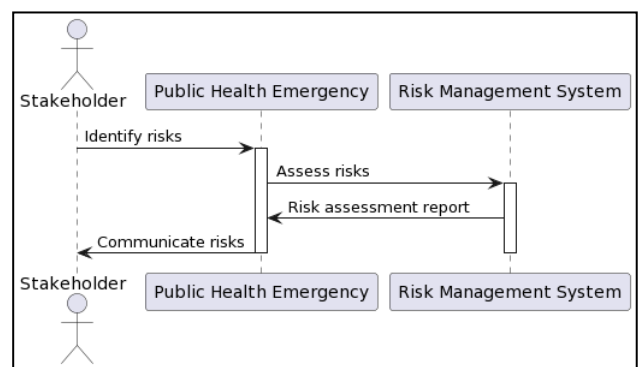 Stakeholder
Public Health Emergency
Risk Management System
Identify risks
Assess risks
Risk assessment report
Communicate risks
Stakeholder
Public Health Emergency
Risk Management System